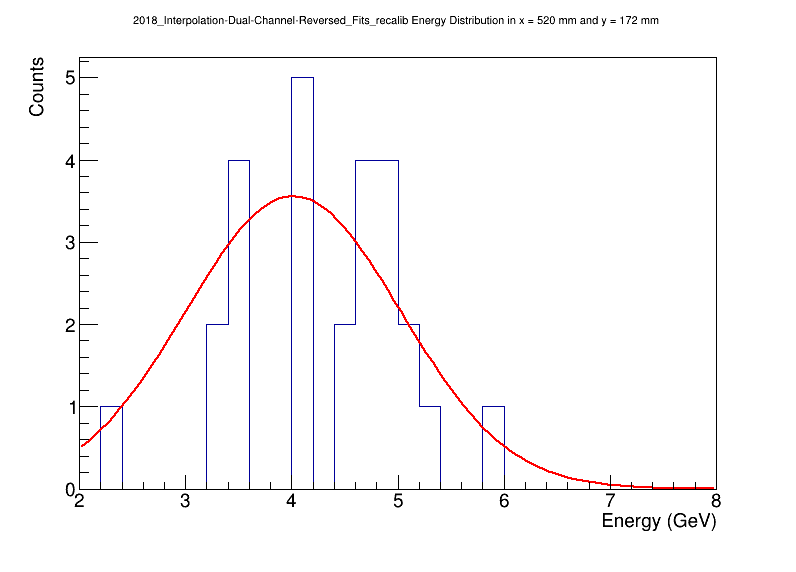 2018_Interpolation-Dual-Channel-Reversed_Fits_recalib Energy Distribution in x = 520 mm and y = 172 mm
Counts
5
4
3
2
1
0
2 3 4 5 6 7 8
Energy (GeV)